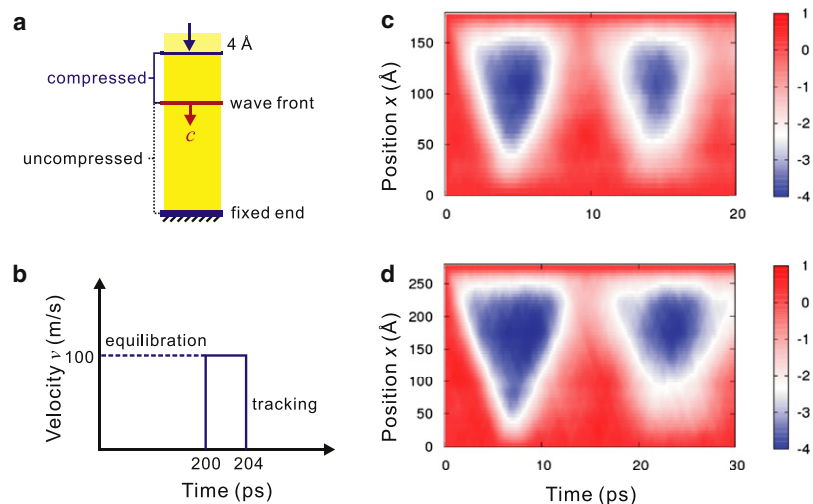 a
4 Å
compressed
wave front
c
uncompressed
fixed end
b
Velocity v (m/s)
100
equilibration
tracking
200 204
Time (ps)
c
Position x (Å)
150
100
50
0
0 10 20
1
0
-1
-2
-3
-4
d
Position x (Å)
250
200
150
200
50
0
0 10 20 30
Time (ps)
1
0
-1
-2
-3
-4